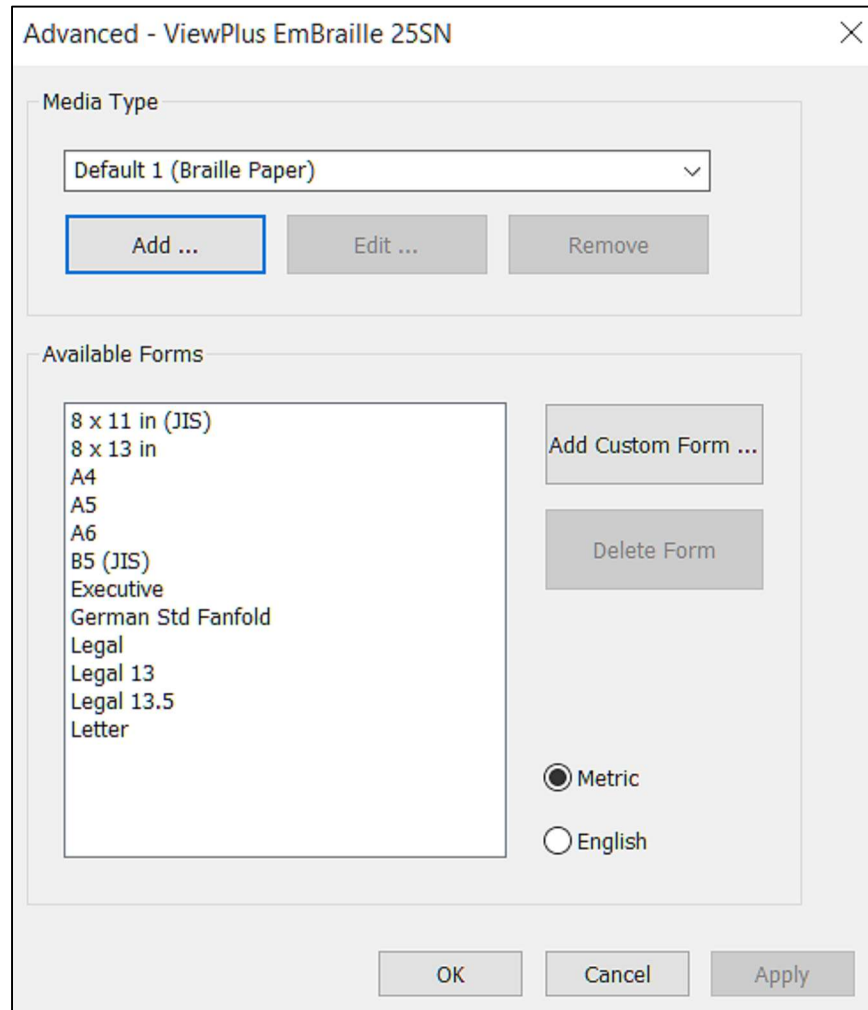 Advanced - ViewPlus EmBraille 25SN
Media Type
Default 1 (Braille Paper)
Add ...
Edit ...
Remove
Available Forms
8 x 11 in (JIS)
8 x 13 in
A4
A5
A6
B5 (JIS)
Executive
German Std Fanfold
Legal
Legal 13
Legal 13.5
Letter
Add Custom Form ...
Delete Form
Metric
English
OK
Cancel
Apply